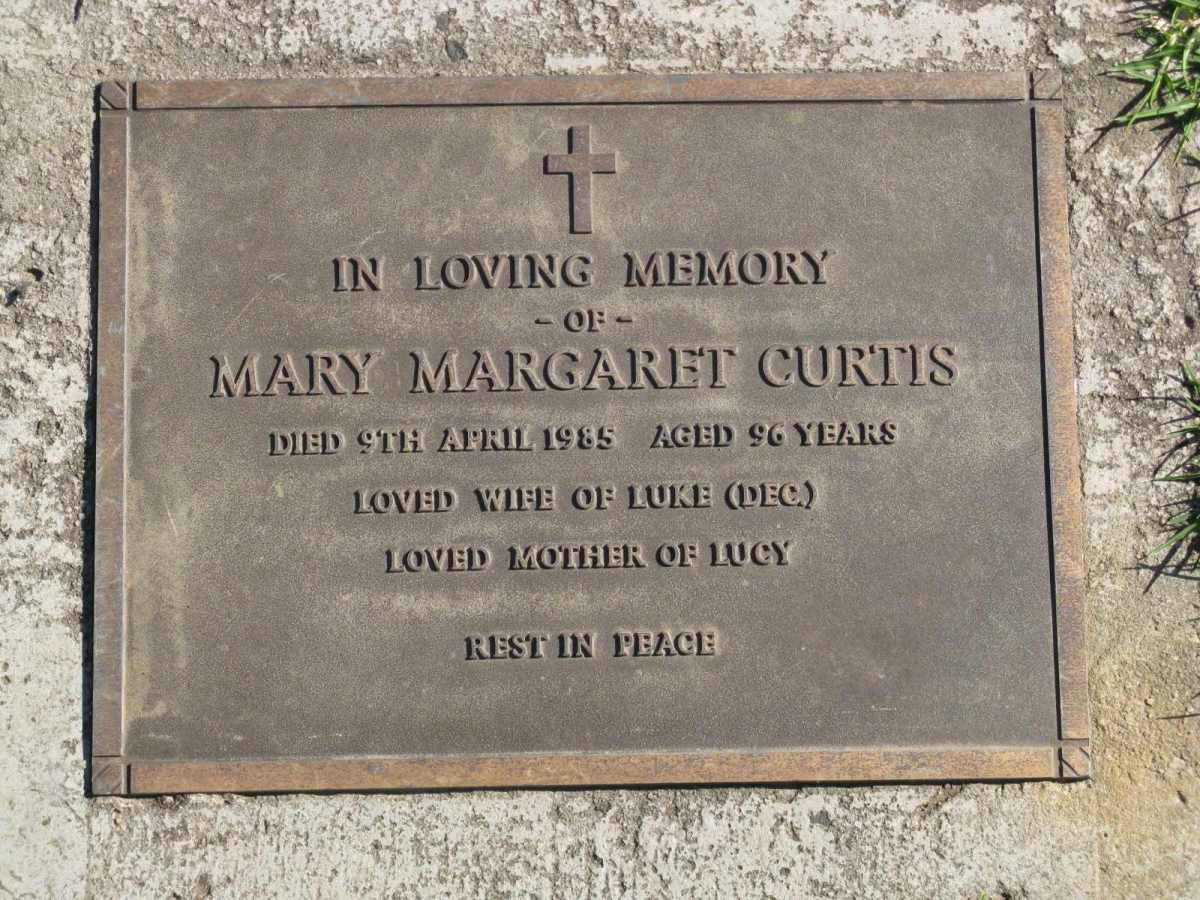 IN LOVING MEMORY
- OF -
MARY MARGARET CURTIS
DIED 9TH APRIL 1985 AGED 96 YEARS
LOVED WIFE OF LUKE (DEC.)
LOVED MOTHER OF LUCY
REST IN PEACE